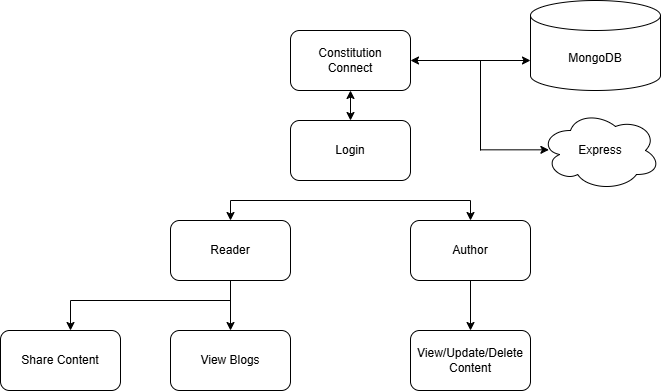 Constitution
Connect
MongoDB
Login
Express
Reader
Author
Share Content
View Blogs
View/Update/Delete
Content